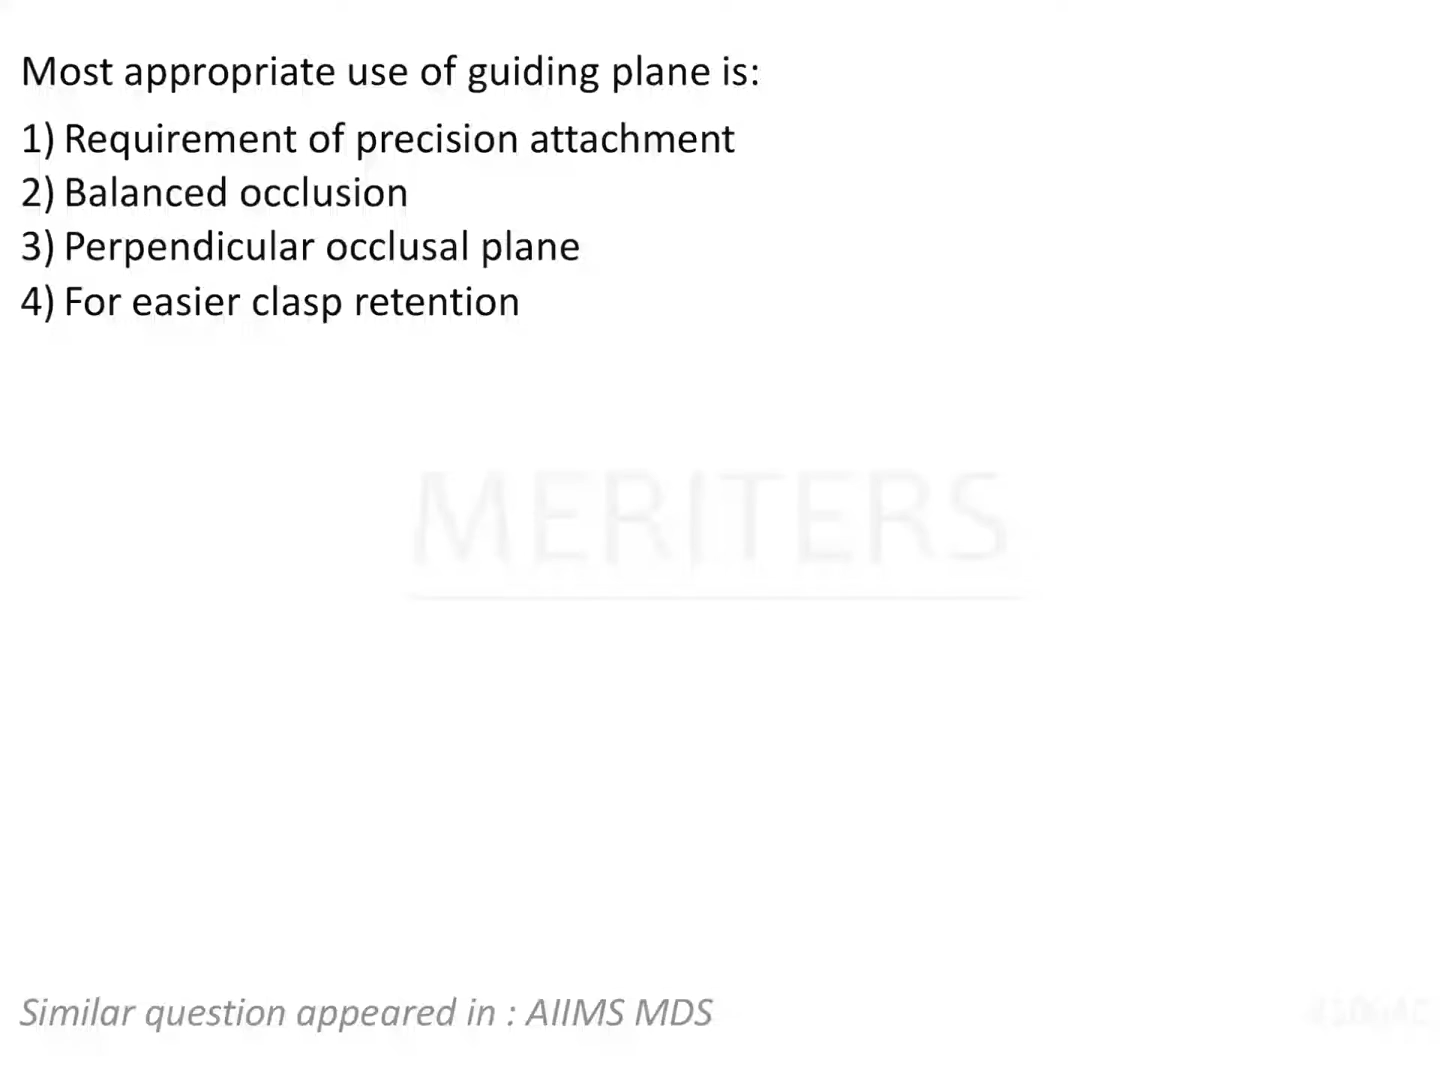 Most appropriate use of guiding plane is:
1) Requirement of precision attachment
2) Balanced occlusion
3) Perpendicular occlusal plane
4) For easier clasp retention
MERITERS
Similar question appeared in : AIIMS MDS